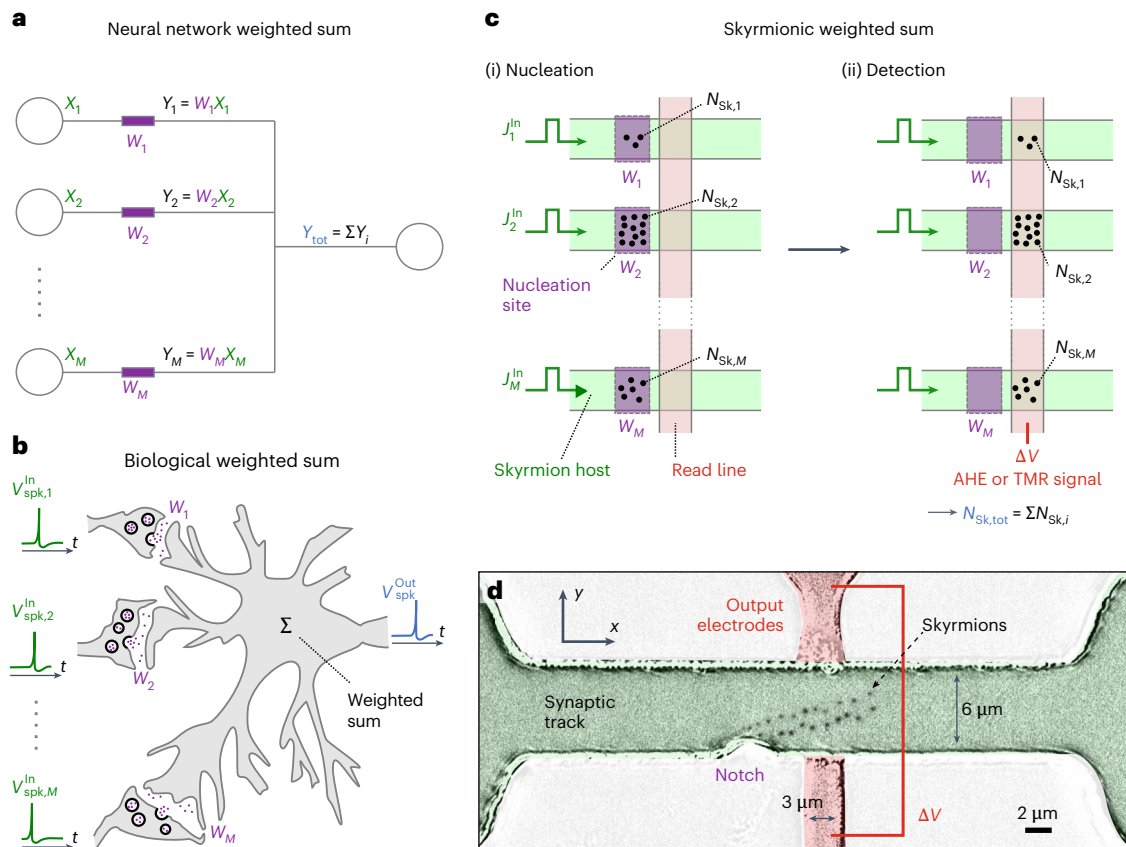 a
Neural network weighted sum
X1
Y1 = W1X1
W1
X2
Y2 = W2X2
W2
Ytot = ΣYi
XM
YM = WMXM
WM
b
Biological weighted sum
V In spk,1
t
W1
V In spk,2
t
W2
V Out spk
t
Σ
Weighted
sum
V In spk,M
t
WM
c
Skyrmionic weighted sum
(i) Nucleation
J1 In
NSk,1
W1
J2 In
NSk,2
W2
Nucleation
site
JM In
NSk,M
WM
Skyrmion host
Read line
(ii) Detection
W1
NSk,1
W2
NSk,2
NSk,M
WM
ΔV
AHE or TMR signal
NSk,tot = ΣNSk,i
d
y
x
Output
electrodes
Skyrmions
Synaptic
track
6 µm
Notch
3 µm
ΔV
2 µm